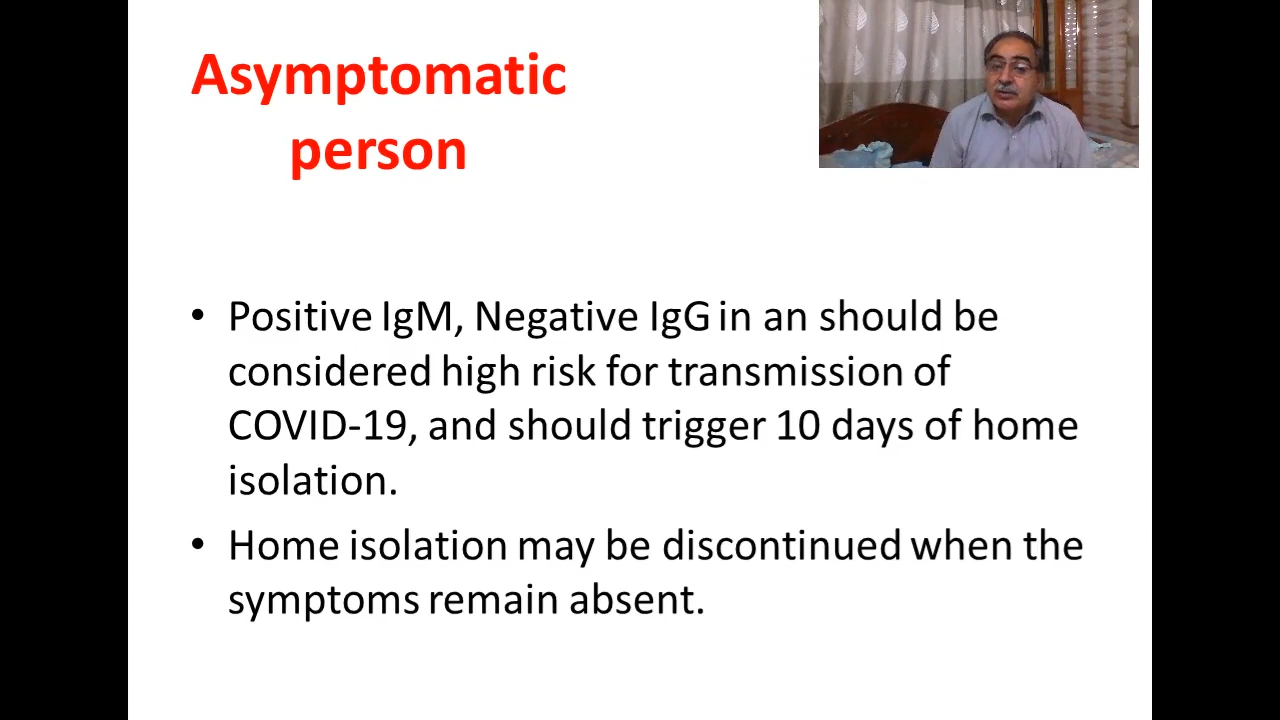 Asymptomatic
person
• Positive IgM, Negative IgG in an should be
considered high risk for transmission of
COVID-19, and should trigger 10 days of home
isolation.
• Home isolation may be discontinued when the
symptoms remain absent.